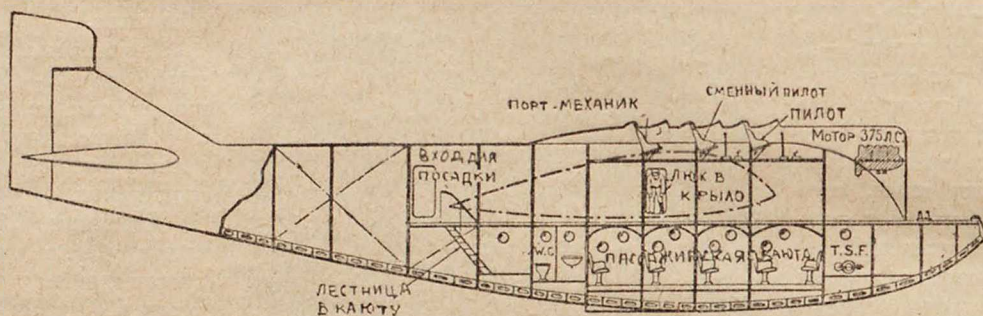 ПОРТ-МЕХАНИК
СМЕННЫЙ ПИЛОТ
ПИЛОТ
МОТОР 375 Л.С.
ВХОД ДЛЯ
ПОСАДКИ
ЛЮК В
КРЫЛО
W.C.
ПАССАЖИРСКАЯ КАЮТА
T.S.F.
ЛЕСТНИЦА
В КАЮТУ